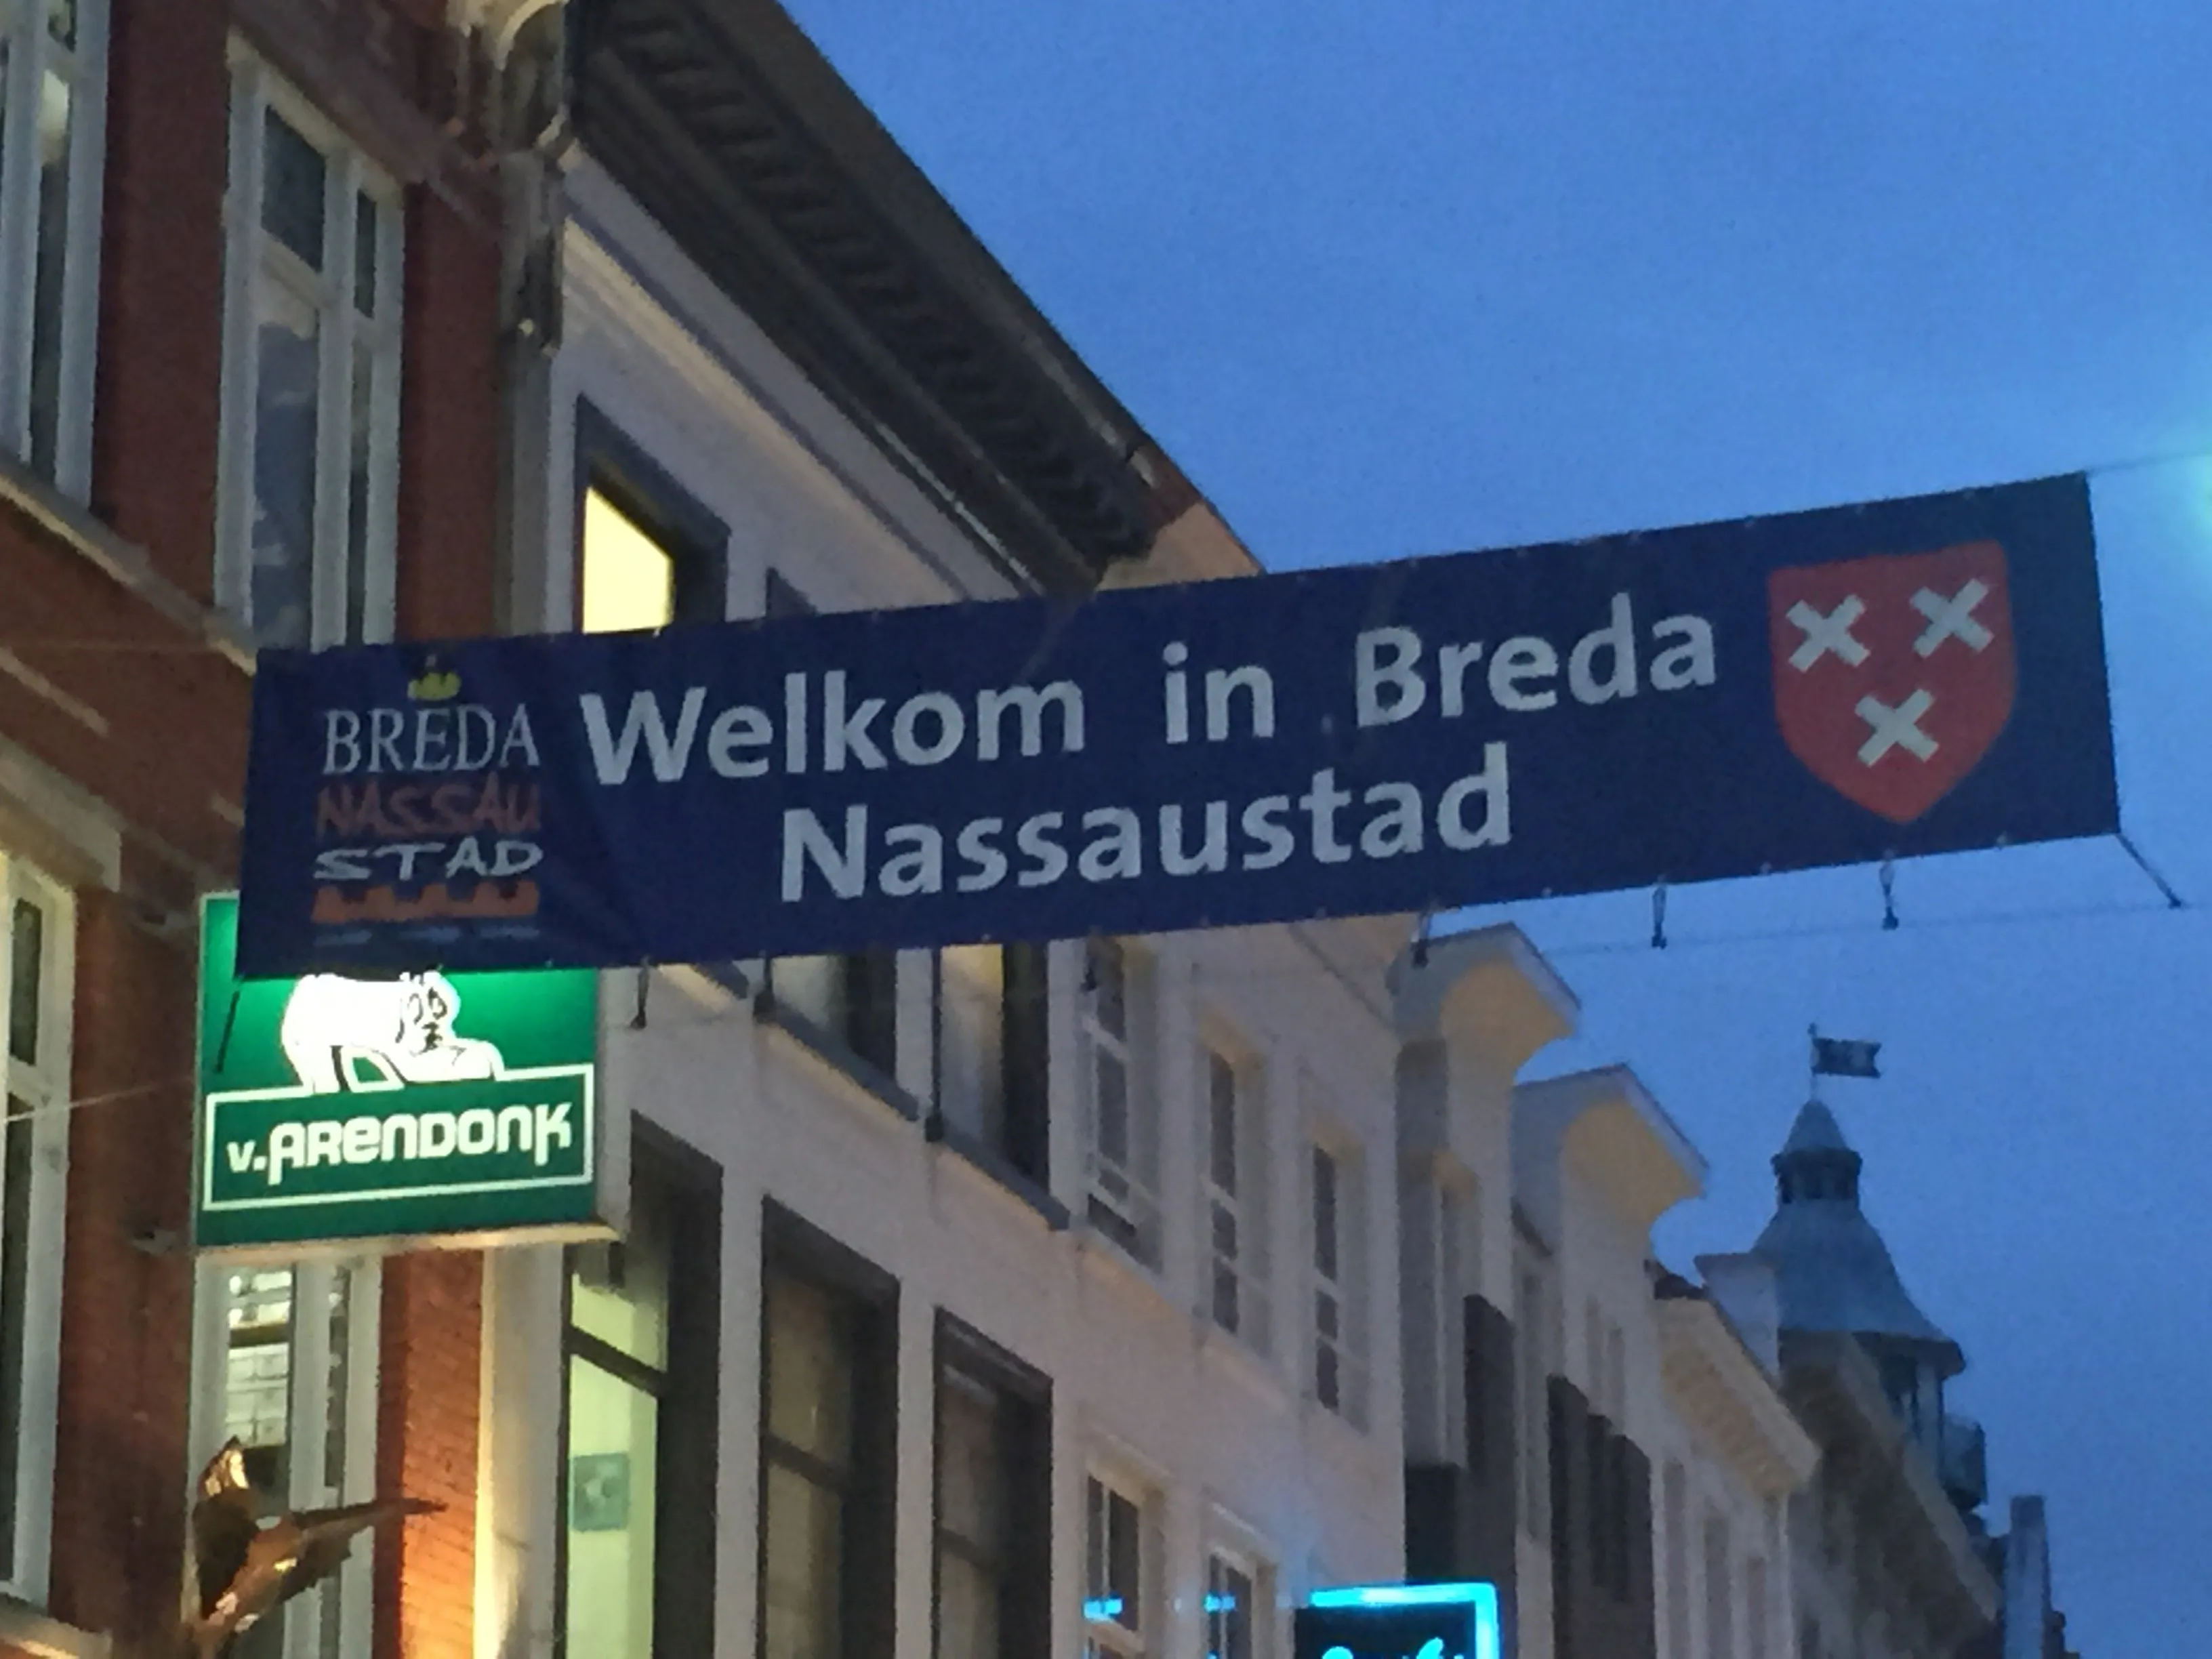 BREDA
NASSAU
STAD
Welkom in Breda
Nassaustad
v.ARENDONK